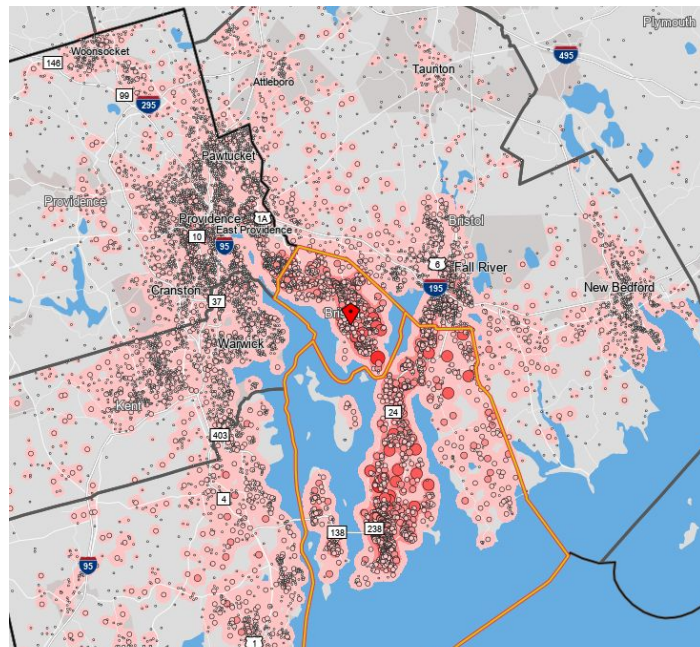 Plymouth
495
Woonsocket
146
Attleboro
Taunton
99
295
Pawtucket
Providence
Providence
1A
Bristol
East Providence
10
95
6
Fall River
195
New Bedford
Cranston
37
Bris
Warwick
Kent
24
403
4
138
238
95
1